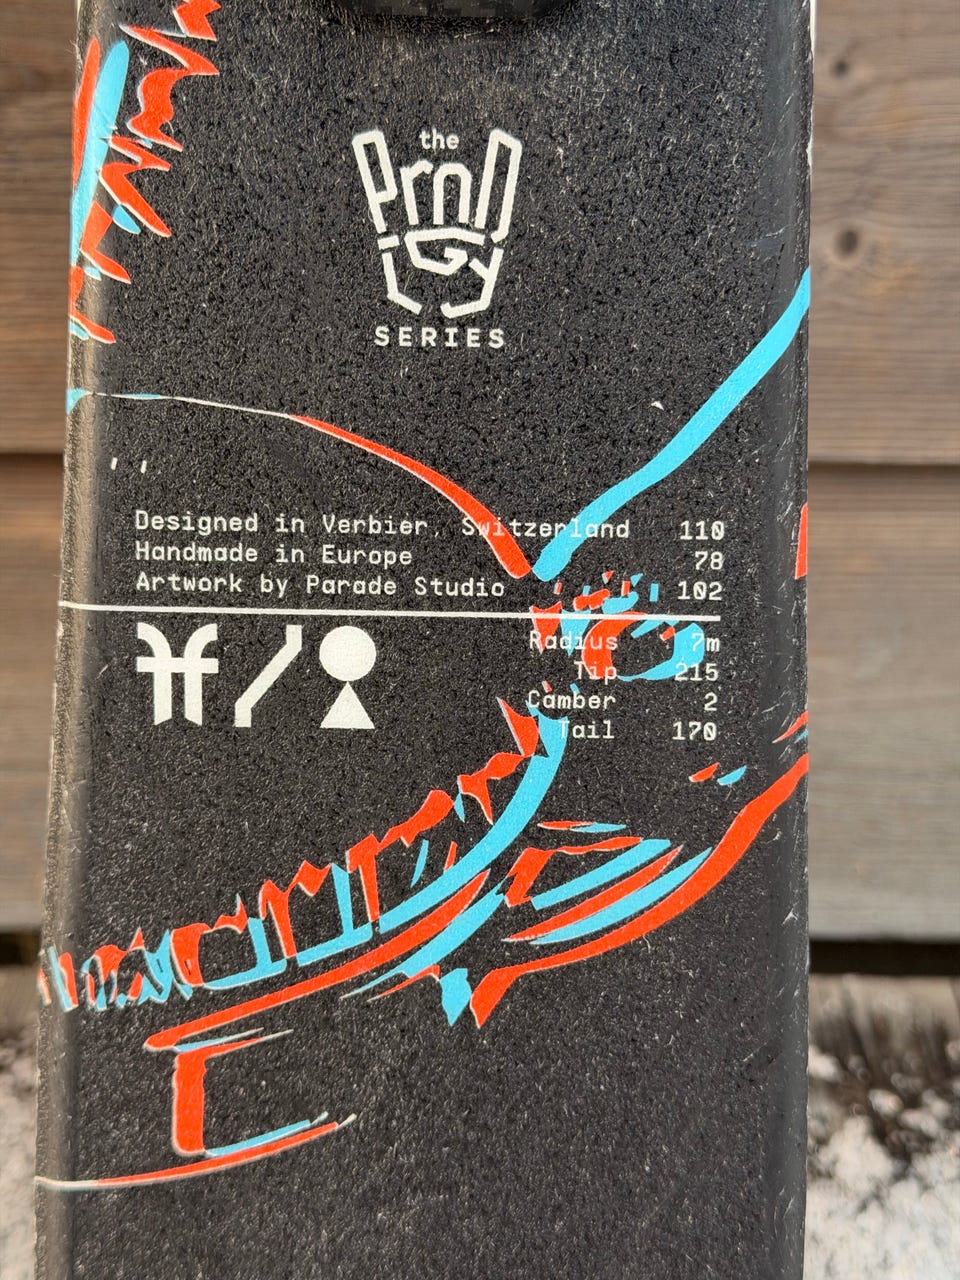 the
Prodigy
SERIES
Designed in Verbier, Switzerland 110
Handmade in Europe 78
Artwork by Parade Studio 102
Radius 7m
Tip 215
Camber 2
Tail 170